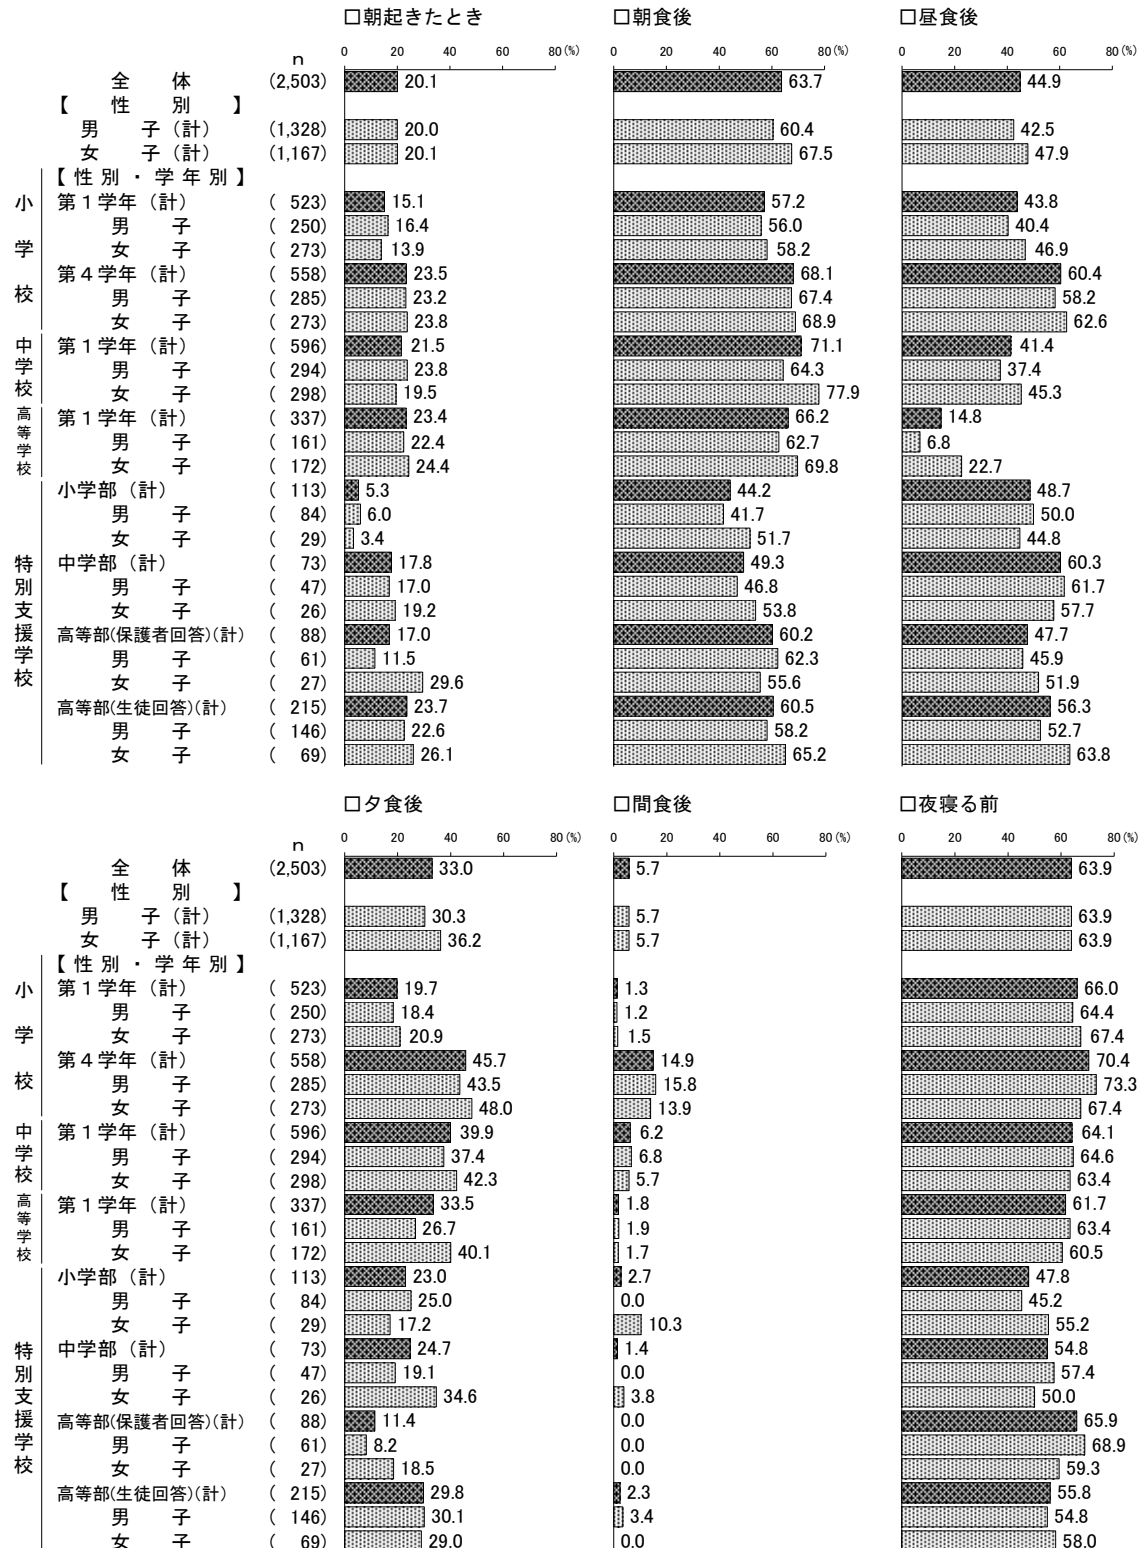 □朝起きたとき □朝食後 □昼食後
n 0 20 40 60 80(%) 0 20 40 60 80(%) 0 20 40 60 80(%)
全 体 (2,503) 20.1 63.7 44.9
【 性 別 】
男 子(計) (1,328) 20.0 60.4 42.5
女 子(計) (1,167) 20.1 67.5 47.9
【性別・学年別】
小学校 第1学年(計) ( 523) 15.1 57.2 43.8
男 子 ( 250) 16.4 56.0 40.4
女 子 ( 273) 13.9 58.2 46.9
第4学年(計) ( 558) 23.5 68.1 60.4
男 子 ( 285) 23.2 67.4 58.2
女 子 ( 273) 23.8 68.9 62.6
中学校 第1学年(計) ( 596) 21.5 71.1 41.4
男 子 ( 294) 23.8 64.3 37.4
女 子 ( 298) 19.5 77.9 45.3
高等学校 第1学年(計) ( 337) 23.4 66.2 14.8
男 子 ( 161) 22.4 62.7 6.8
女 子 ( 172) 24.4 69.8 22.7
特別支援学校 小学部(計) ( 113) 5.3 44.2 48.7
男 子 ( 84) 6.0 41.7 50.0
女 子 ( 29) 3.4 51.7 44.8
中学部(計) ( 73) 17.8 49.3 60.3
男 子 ( 47) 17.0 46.8 61.7
女 子 ( 26) 19.2 53.8 57.7
高等部(保護者回答)(計) ( 88) 17.0 60.2 47.7
男 子 ( 61) 11.5 62.3 45.9
女 子 ( 27) 29.6 55.6 51.9
高等部(生徒回答)(計) ( 215) 23.7 60.5 56.3
男 子 ( 146) 22.6 58.2 52.7
女 子 ( 69) 26.1 65.2 63.8
□夕食後 □間食後 □夜寝る前
n 0 20 40 60 80(%) 0 20 40 60 80(%) 0 20 40 60 80(%)
全 体 (2,503) 33.0 5.7 63.9
【 性 別 】
男 子(計) (1,328) 30.3 5.7 63.9
女 子(計) (1,167) 36.2 5.7 63.9
【性別・学年別】
小学校 第1学年(計) ( 523) 19.7 1.3 66.0
男 子 ( 250) 18.4 1.2 64.4
女 子 ( 273) 20.9 1.5 67.4
第4学年(計) ( 558) 45.7 14.9 70.4
男 子 ( 285) 43.5 15.8 73.3
女 子 ( 273) 48.0 13.9 67.4
中学校 第1学年(計) ( 596) 39.9 6.2 64.1
男 子 ( 294) 37.4 6.8 64.6
女 子 ( 298) 42.3 5.7 63.4
高等学校 第1学年(計) ( 337) 33.5 1.8 61.7
男 子 ( 161) 26.7 1.9 63.4
女 子 ( 172) 40.1 1.7 60.5
特別支援学校 小学部(計) ( 113) 23.0 2.7 47.8
男 子 ( 84) 25.0 0.0 45.2
女 子 ( 29) 17.2 10.3 55.2
中学部(計) ( 73) 24.7 1.4 54.8
男 子 ( 47) 19.1 0.0 57.4
女 子 ( 26) 34.6 3.8 50.0
高等部(保護者回答)(計) ( 88) 11.4 0.0 65.9
男 子 ( 61) 8.2 0.0 68.9
女 子 ( 27) 18.5 0.0 59.3
高等部(生徒回答)(計) ( 215) 29.8 2.3 55.8
男 子 ( 146) 30.1 3.4 54.8
女 子 ( 69) 29.0 0.0 58.0